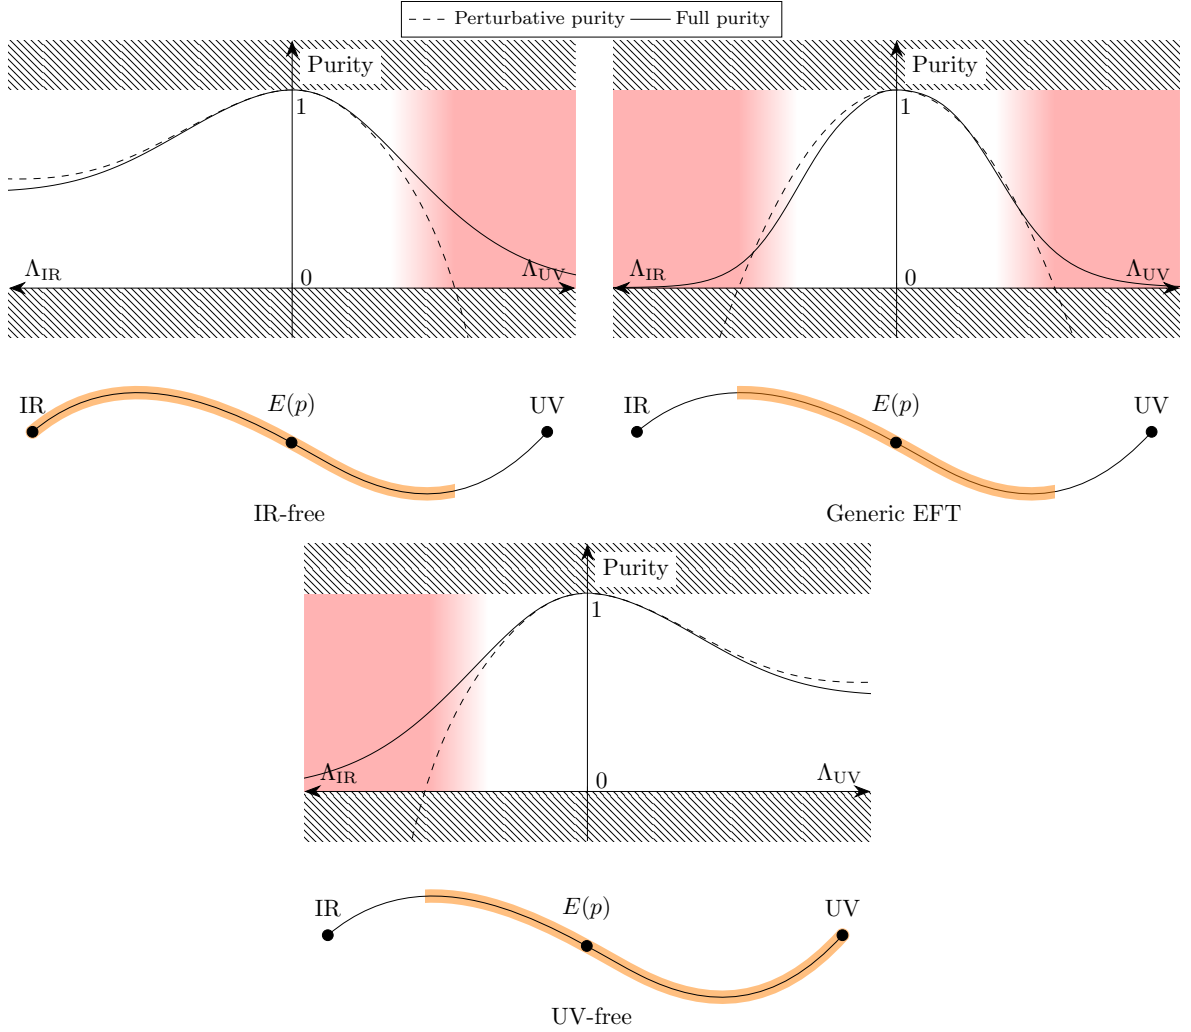 Perturbative purity Full purity
Purity
1
0
Λ_IR
Λ_UV
IR
E(p)
UV
IR-free
Purity
1
0
Λ_IR
Λ_UV
IR
E(p)
UV
Generic EFT
Purity
1
0
Λ_IR
Λ_UV
IR
E(p)
UV
UV-free